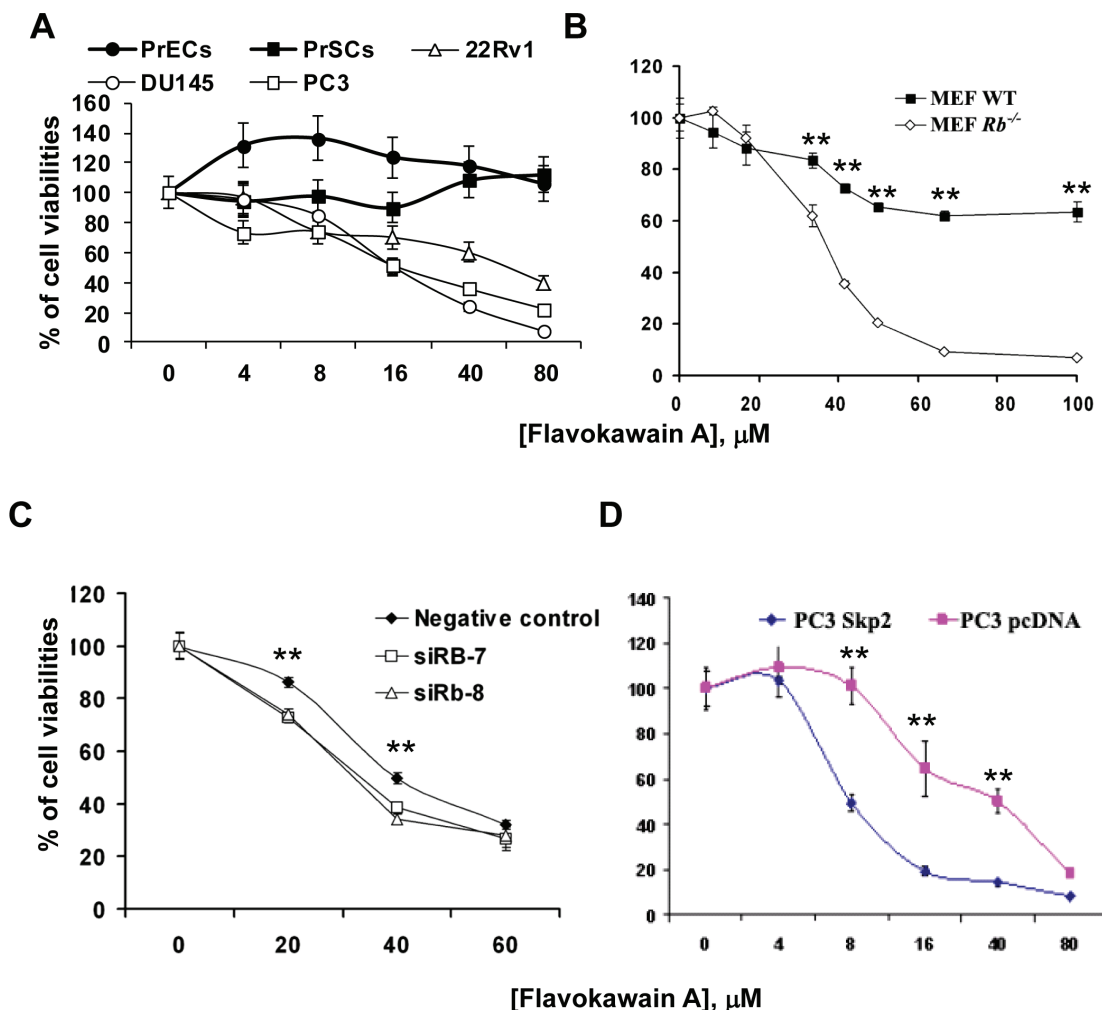 A
PrECs PrSCs 22Rv1
DU145 PC3
160
140
120
100
80
60
40
20
0
% of cell viabilities
0 4 8 16 40 80
B
120
100
80
60
40
20
0
MEF WT
MEF Rb-/-
** ** ** ** **
0 20 40 60 80 100
[Flavokawain A], μM
C
120
100
80
60
40
20
0
% of cell viabilities
Negative control
siRB-7
siRb-8
** **
0 20 40 60
D
140
120
100
80
60
40
20
0
PC3 Skp2 PC3 pcDNA
** ** **
0 4 8 16 40 80
[Flavokawain A], μM